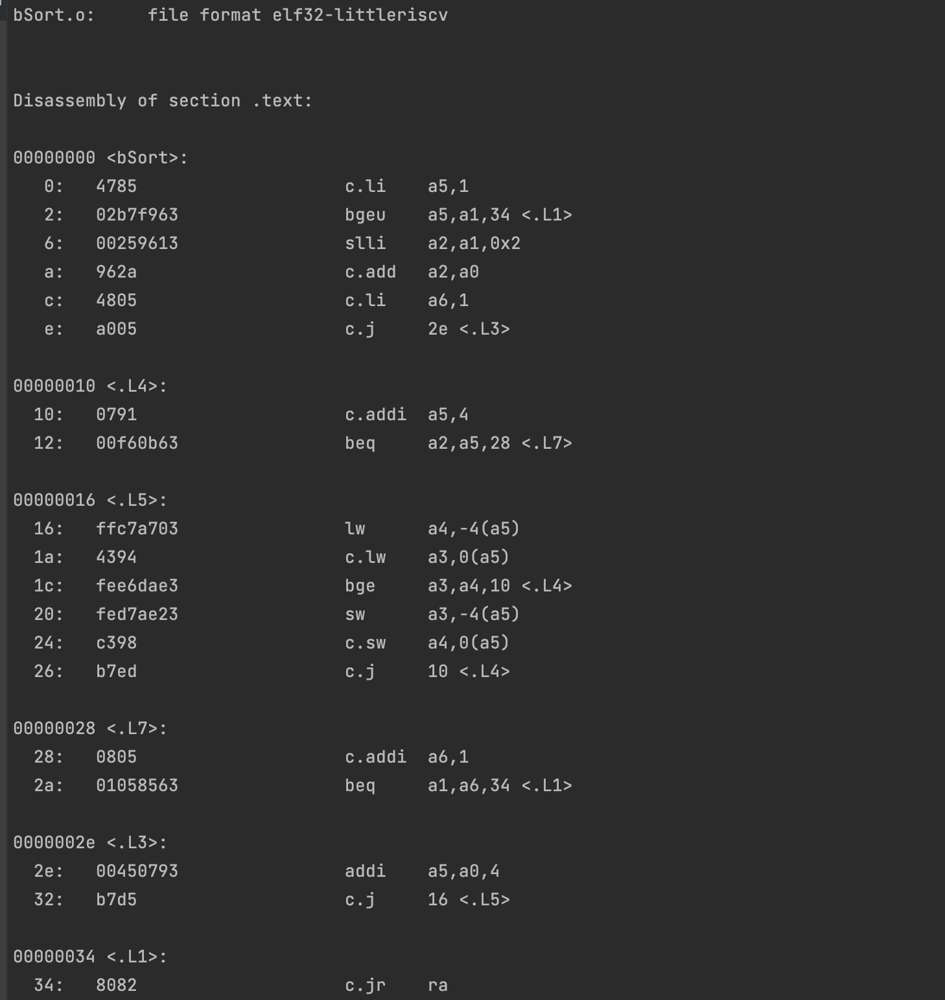 bSort.o:     file format elf32-littleriscv
Disassembly of section .text:
00000000 <bSort>:
   0:   4785                    c.li    a5,1
   2:   02b7f963                bgeu    a5,a1,34 <.L1>
   6:   00259613                slli    a2,a1,0x2
   a:   962a                    c.add   a2,a0
   c:   4805                    c.li    a6,1
   e:   a005                    c.j     2e <.L3>
00000010 <.L4>:
  10:   0791                    c.addi  a5,4
  12:   00f60b63                beq     a2,a5,28 <.L7>
00000016 <.L5>:
  16:   ffc7a703                lw      a4,-4(a5)
  1a:   4394                    c.lw    a3,0(a5)
  1c:   fee6dae3                bge     a3,a4,10 <.L4>
  20:   fed7ae23                sw      a3,-4(a5)
  24:   c398                    c.sw    a4,0(a5)
  26:   b7ed                    c.j     10 <.L4>
00000028 <.L7>:
  28:   0805                    c.addi  a6,1
  2a:   01058563                beq     a1,a6,34 <.L1>
0000002e <.L3>:
  2e:   00450793                addi    a5,a0,4
  32:   b7d5                    c.j     16 <.L5>
00000034 <.L1>:
  34:   8082                    c.jr    ra